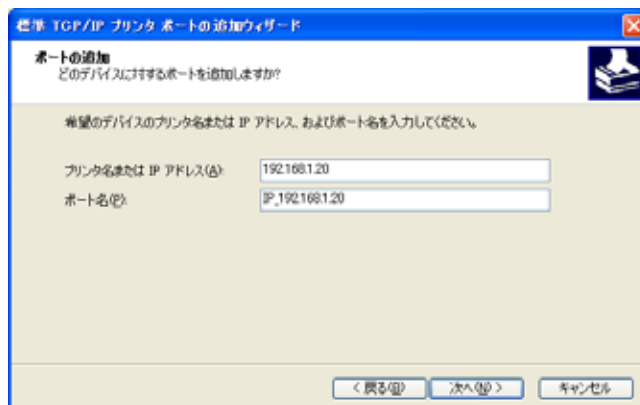 標準 TCP/IP プリンタ ポートの追加ウィザード
ポートの追加
どのデバイスに対するポートを追加しますか?
希望のデバイスのプリンタ名または IP アドレス、およびポート名を入力してください。
プリンタ名または IP アドレス(A): 192.168.1.20
ポート名(P): IP_192.168.1.20
< 戻る(B) 次へ(N) > キャンセル